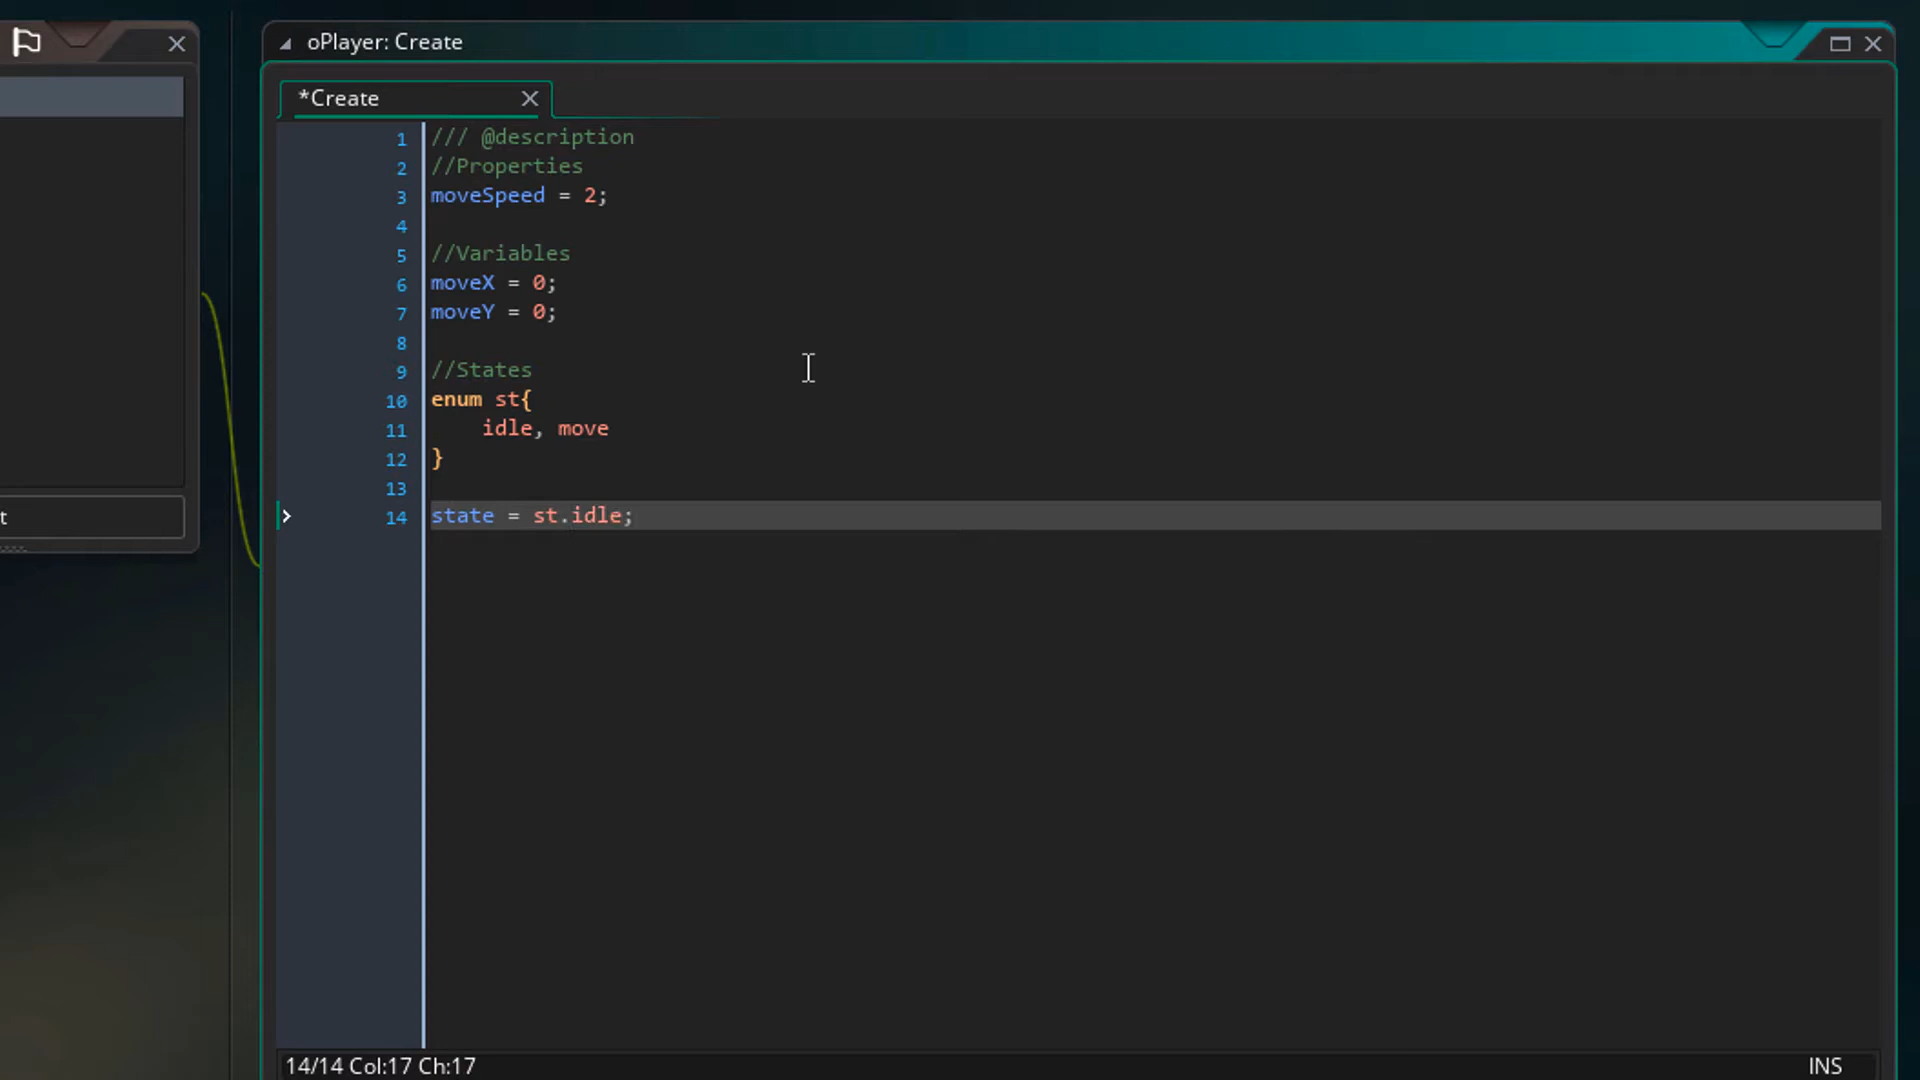 oPlayer: Create
*Create
1 /// @description
2 //Properties
3 moveSpeed = 2;
4
5 //Variables
6 moveX = 0;
7 moveY = 0;
8
9 //States
10 enum st{
11 idle, move
12 }
13
14 state = st.idle;
t
14/14 Col:17 Ch:17
INS